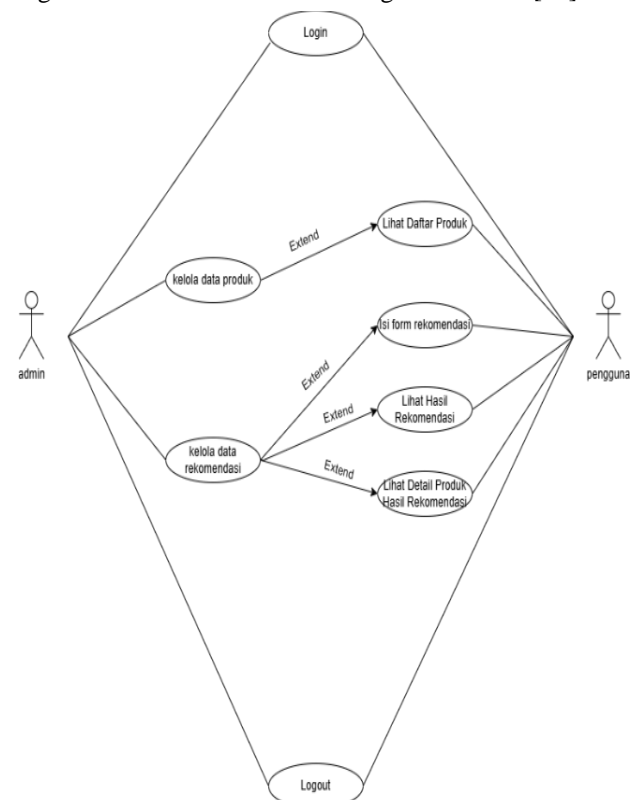 Login
Lihat Daftar Produk
Extend
kelola data produk
Isi form rekomendasi
Extend
admin
pengguna
Lihat Hasil
Rekomendasi
Extend
kelola data
rekomendasi
Extend
Lihat Detail Produk
Hasil Rekomendasi
Logout